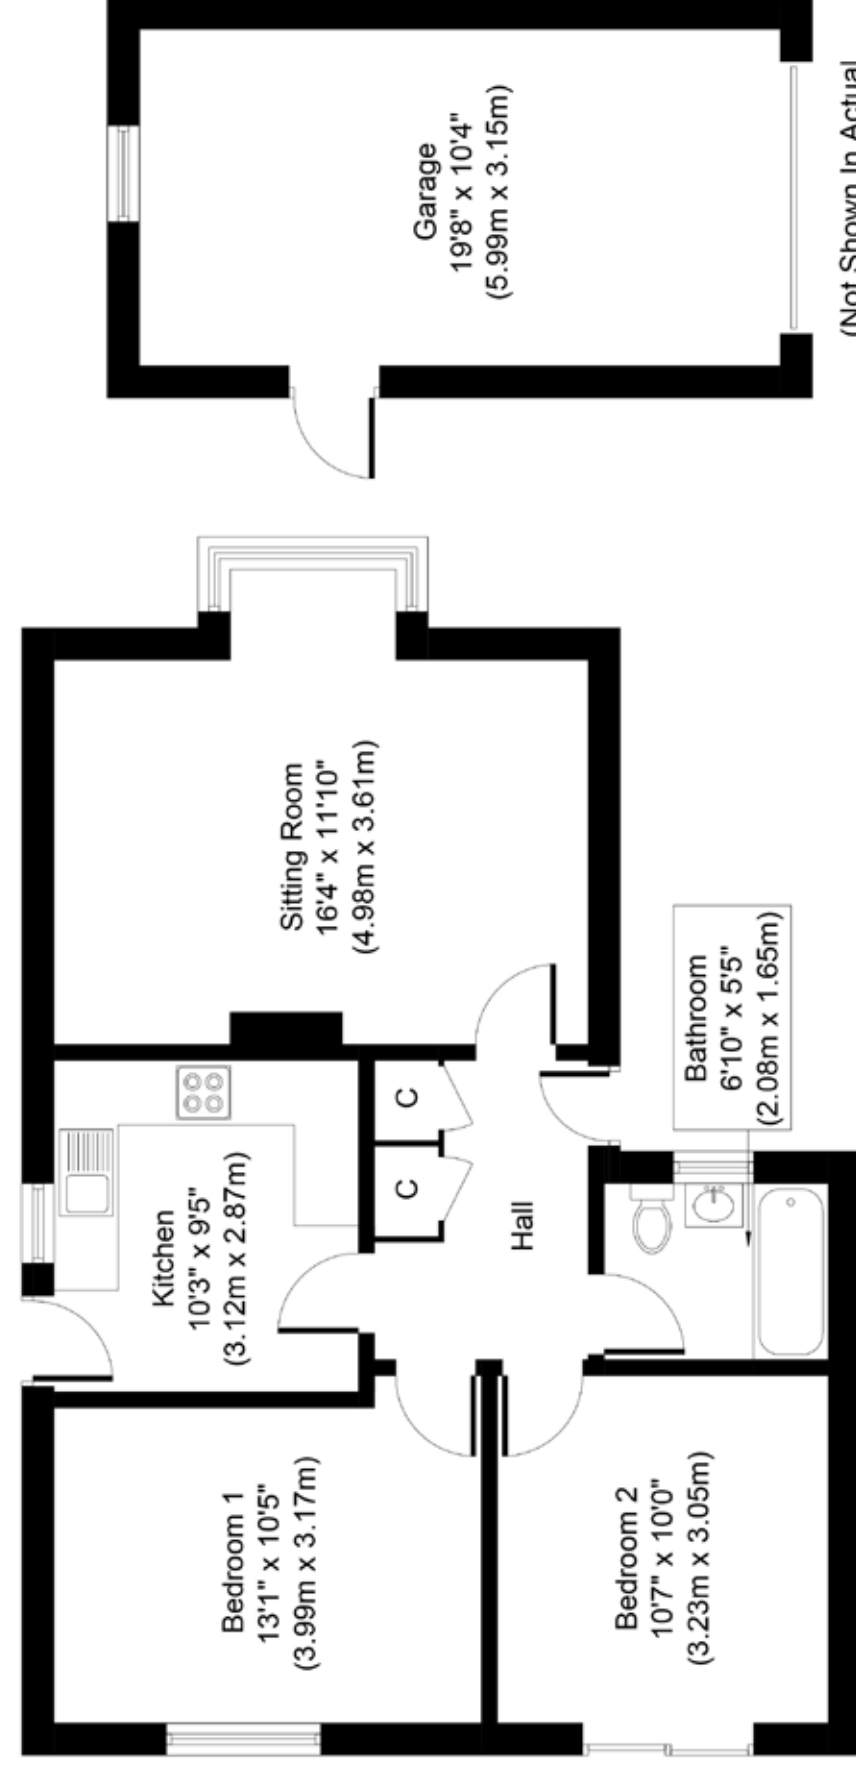 Garage
19'8" x 10'4"
(5.99m x 3.15m)
(Not Shown In Actual
Sitting Room
16'4" x 11'10"
(4.98m x 3.61m)
Bathroom
6'10" x 5'5"
(2.08m x 1.65m)
C
C
Hall
Kitchen
10'3" x 9'5"
(3.12m x 2.87m)
Bedroom 1
13'1" x 10'5"
(3.99m x 3.17m)
Bedroom 2
10'7" x 10'0"
(3.23m x 3.05m)